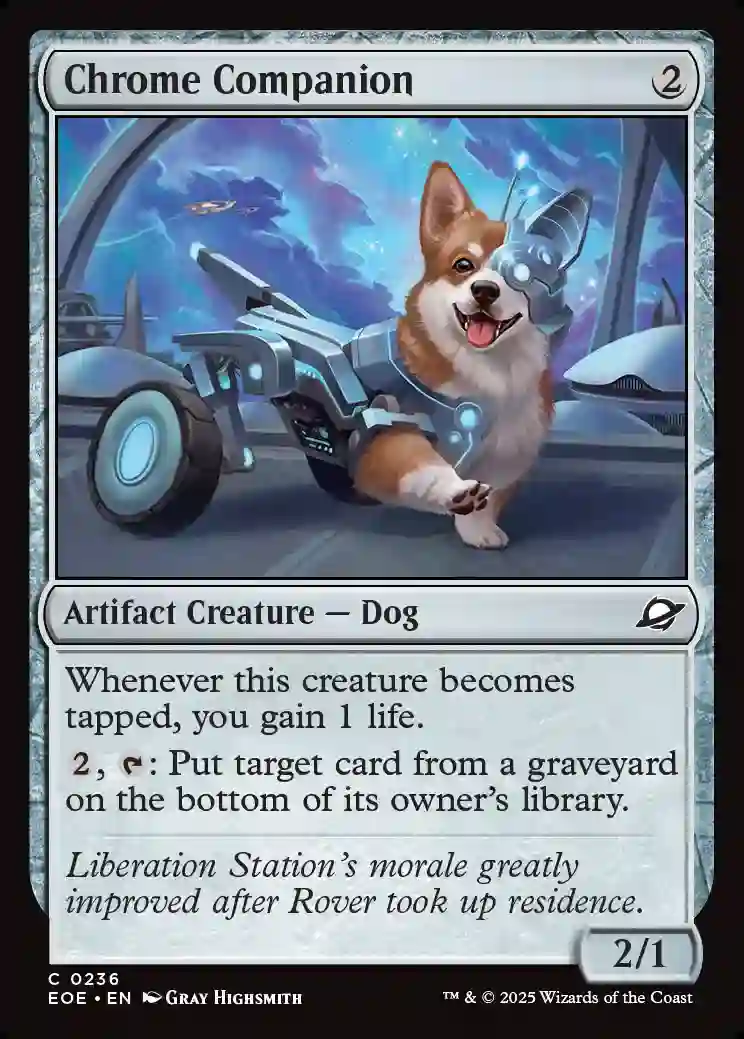 Chrome Companion 2
Artifact Creature — Dog
Whenever this creature becomes
tapped, you gain 1 life.
2, : Put target card from a graveyard
on the bottom of its owner's library.
Liberation Station's morale greatly
improved after Rover took up residence.
2/1
C 0236
EOE • EN Gray Highsmith
™ & © 2025 Wizards of the Coast